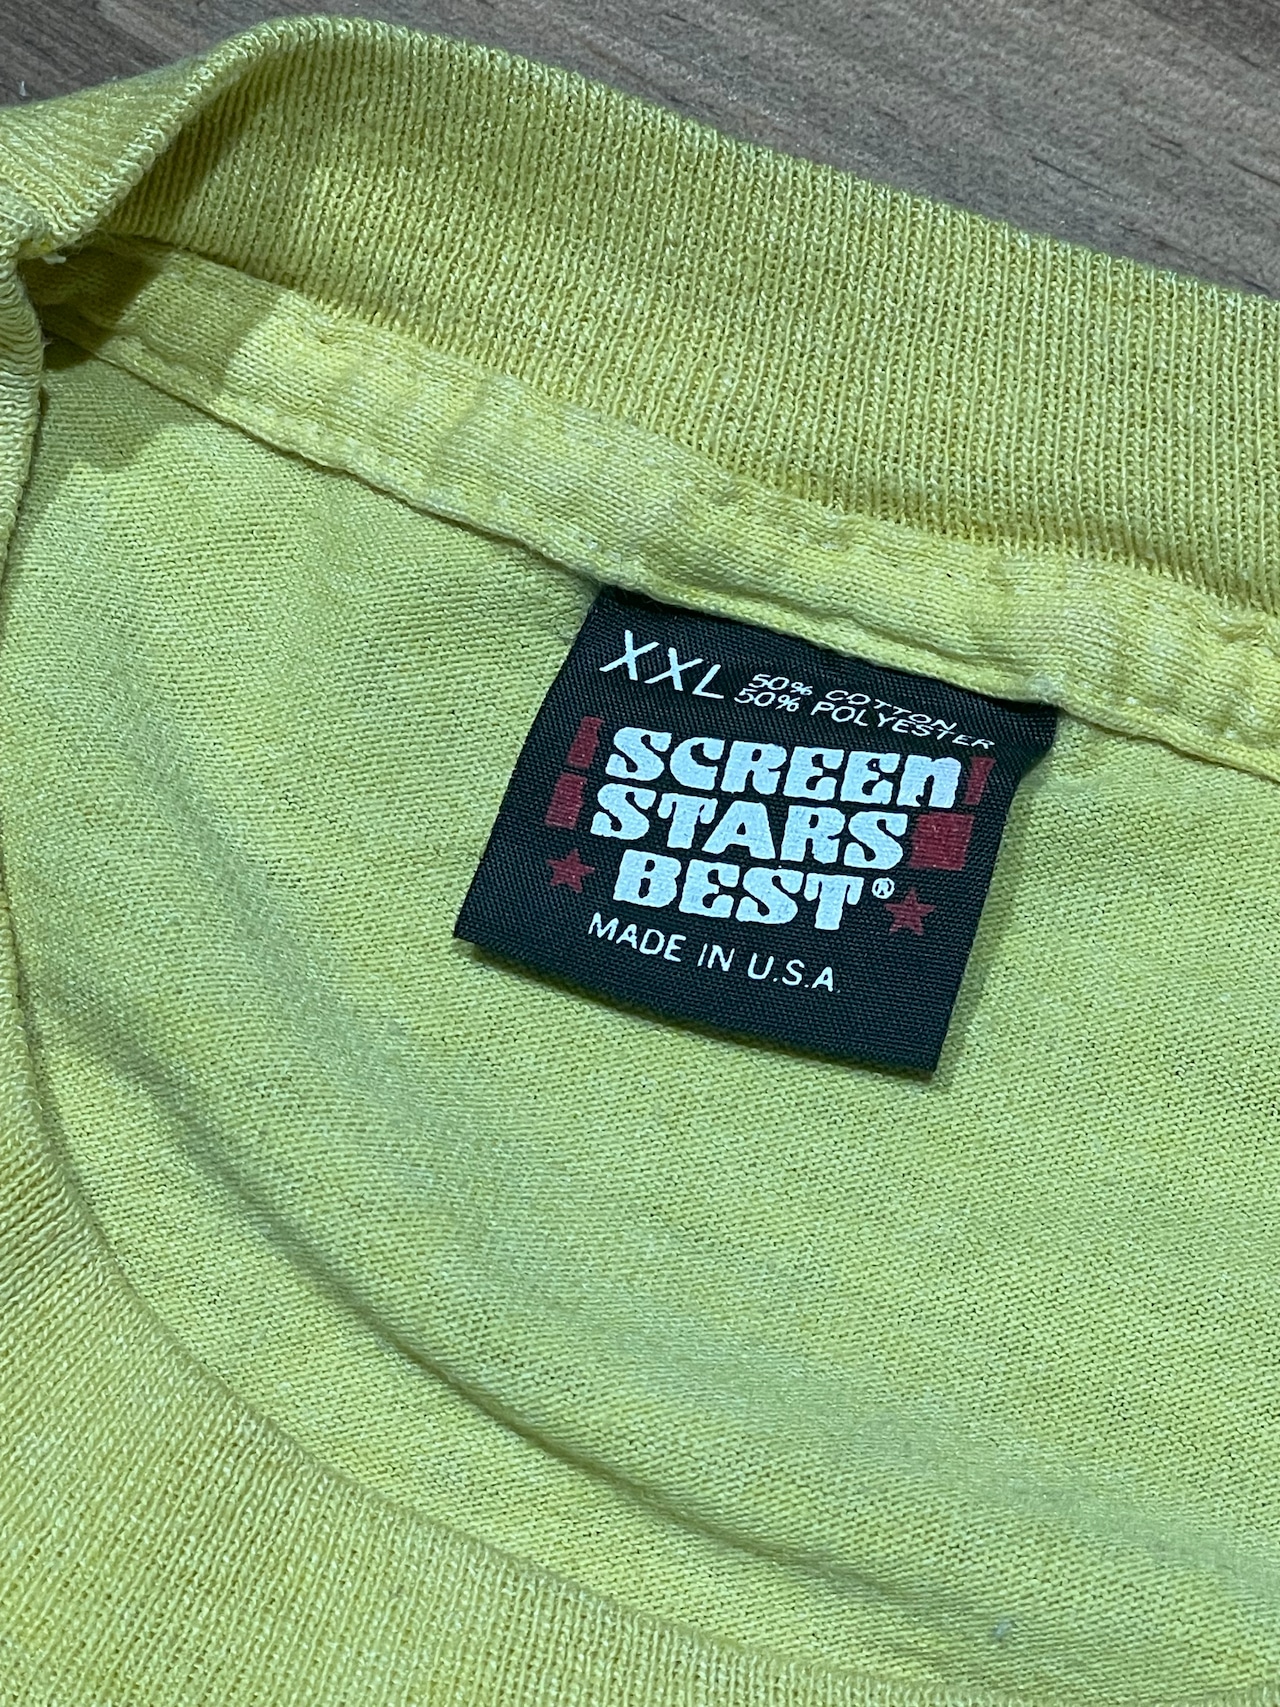 XXL 50% COTTON
50% POLYESTER
SCREEN
STARS
BEST®
MADE IN U.S.A.